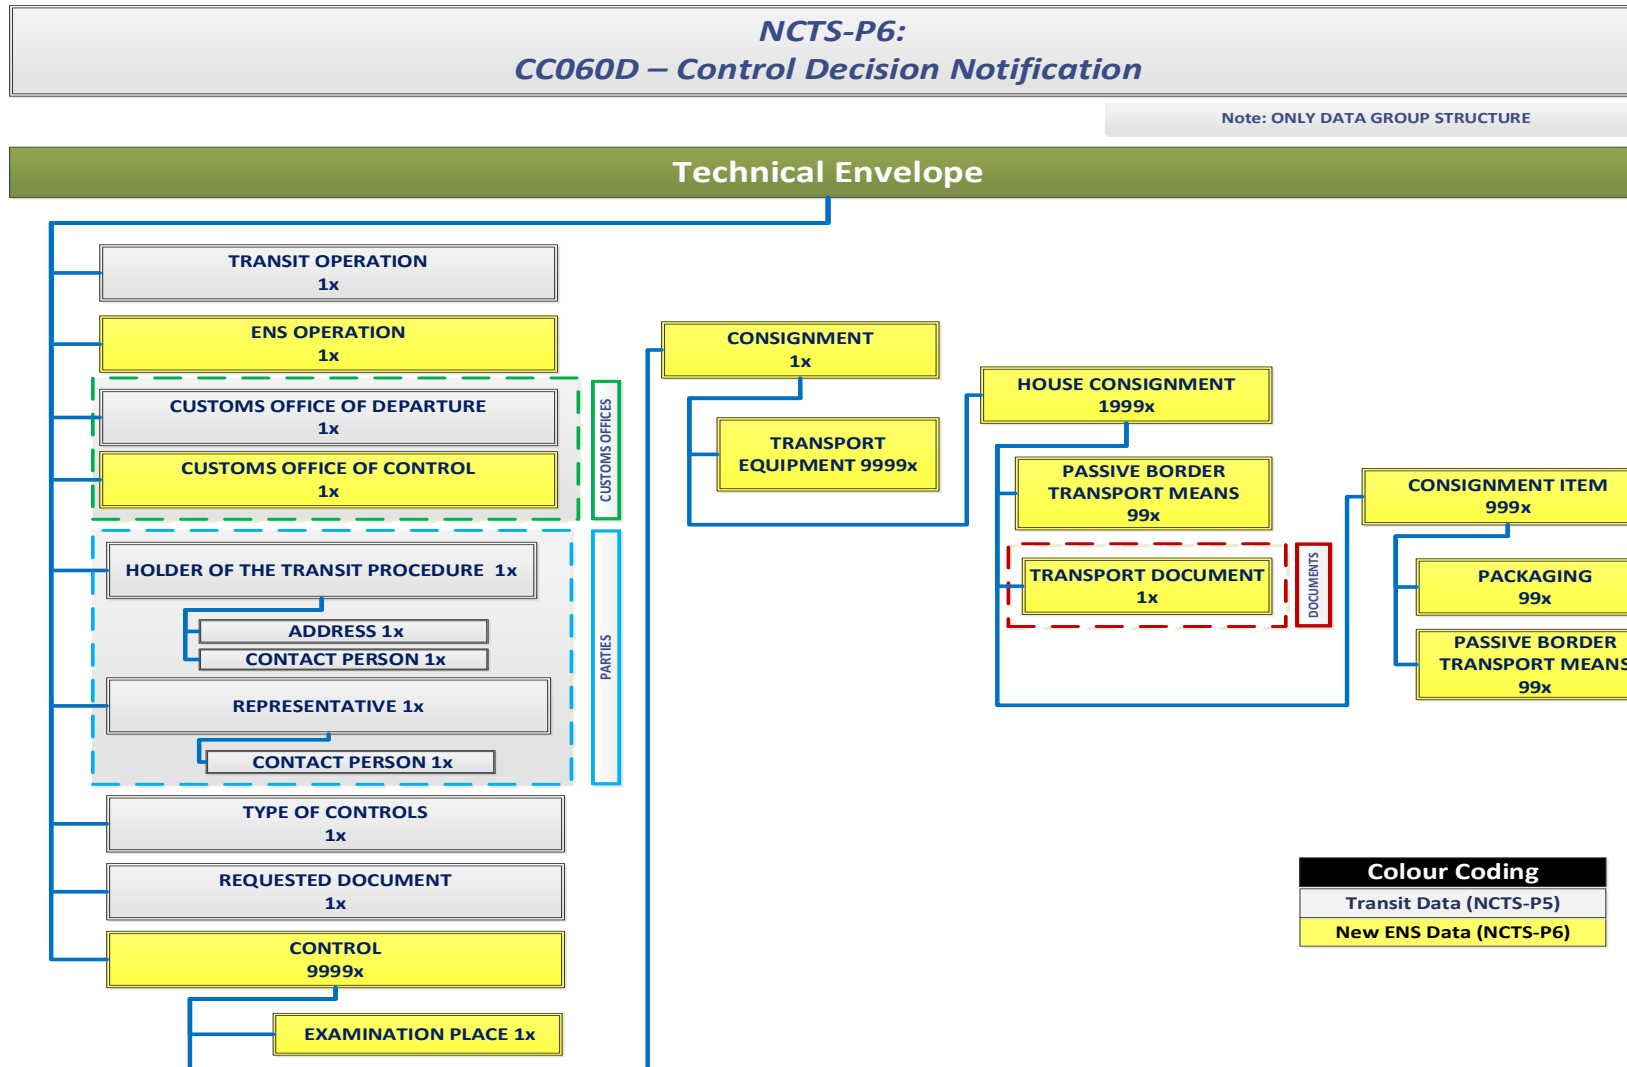 NCTS-P6:
CC060D – Control Decision Notification
Note: ONLY DATA GROUP STRUCTURE
Technical Envelope
TRANSIT OPERATION
1x
ENS OPERATION
1x
CUSTOMS OFFICE OF DEPARTURE
1x
CUSTOMS OFFICE OF CONTROL
1x
CUSTOMS OFFICES
HOLDER OF THE TRANSIT PROCEDURE 1x
ADDRESS 1x
CONTACT PERSON 1x
REPRESENTATIVE 1x
CONTACT PERSON 1x
PARTIES
TYPE OF CONTROLS
1x
REQUESTED DOCUMENT
1x
CONTROL
9999x
EXAMINATION PLACE 1x
CONSIGNMENT
1x
TRANSPORT
EQUIPMENT 9999x
HOUSE CONSIGNMENT
1999x
PASSIVE BORDER
TRANSPORT MEANS
99x
TRANSPORT DOCUMENT
1x
DOCUMENTS
CONSIGNMENT ITEM
999x
PACKAGING
99x
PASSIVE BORDER
TRANSPORT MEANS
99x
Colour Coding
Transit Data (NCTS-P5)
New ENS Data (NCTS-P6)